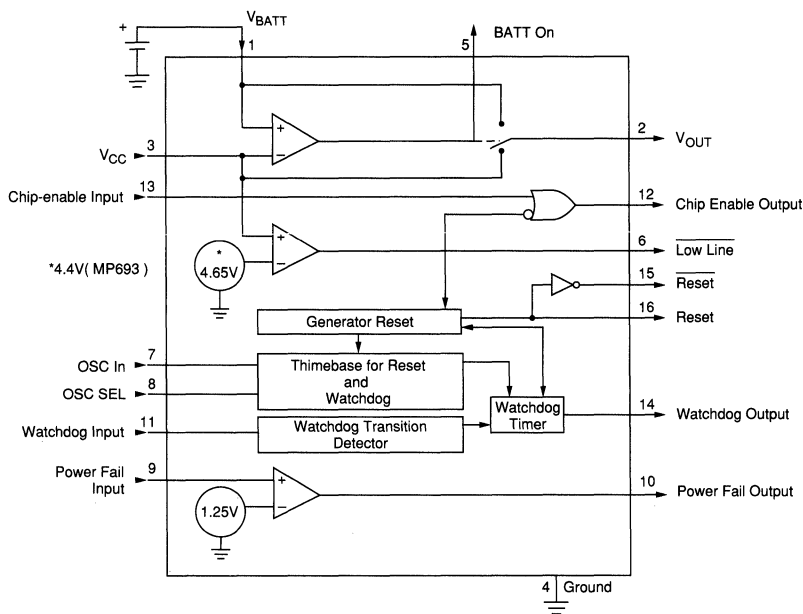 V_BATT
+
1
5
BATT On
+
−
3
V_CC
2
V_OUT
13
Chip-enable Input
12
Chip Enable Output
+
−
*
4.65V
*4.4V( MP693 )
6
Low Line
15
Reset
Generator Reset
16
Reset
7
OSC In
8
OSC SEL
Thimebase for Reset
and
Watchdog
11
Watchdog Input
Watchdog Transition
Detector
Watchdog
Timer
14
Watchdog Output
9
Power Fail
Input
+
−
1.25V
10
Power Fail Output
4
Ground